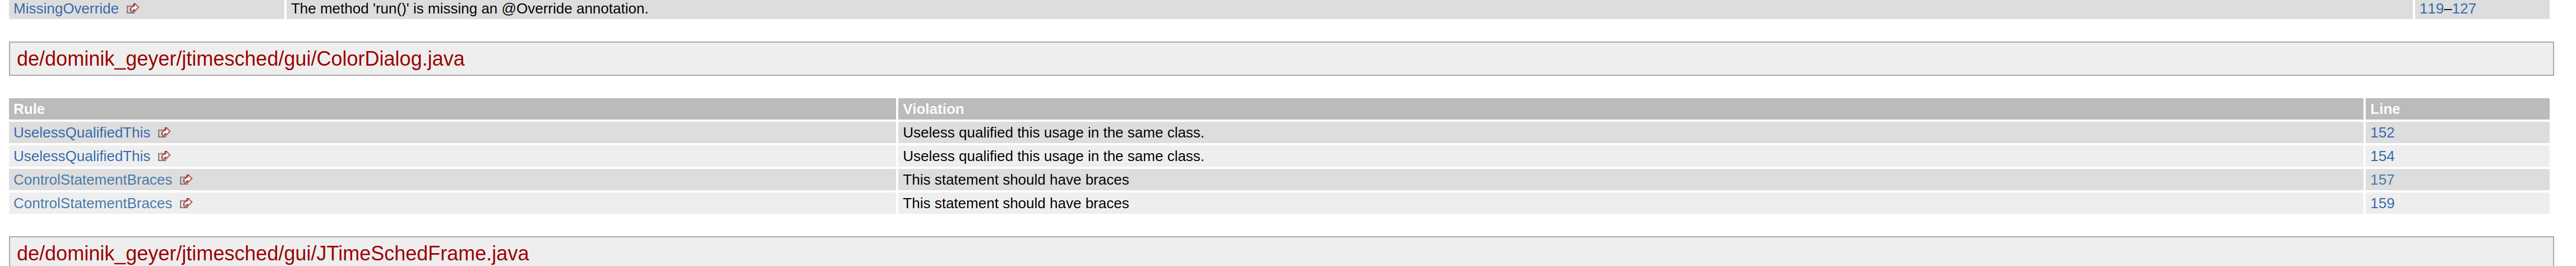 MissingOverride The method 'run()' is missing an @Override annotation. 119–127
de/dominik_geyer/jtimesched/gui/ColorDialog.java
Rule Violation Line
UselessQualifiedThis Useless qualified this usage in the same class. 152
UselessQualifiedThis Useless qualified this usage in the same class. 154
ControlStatementBraces This statement should have braces 157
ControlStatementBraces This statement should have braces 159
de/dominik_geyer/jtimesched/gui/JTimeSchedFrame.java